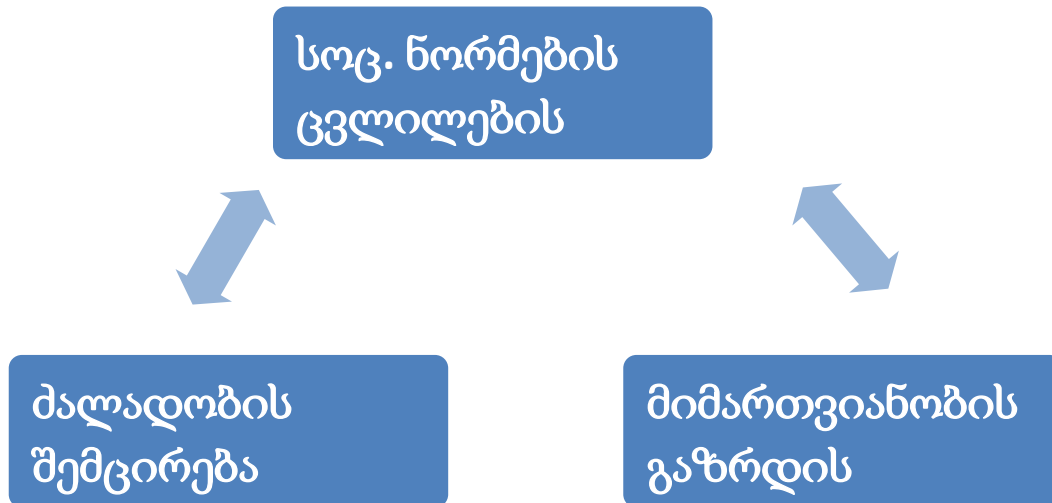 სოც. ნორმების
ცვლილების
ძალადობის
შემცირება
მიმართვიანობის
გაზრდის